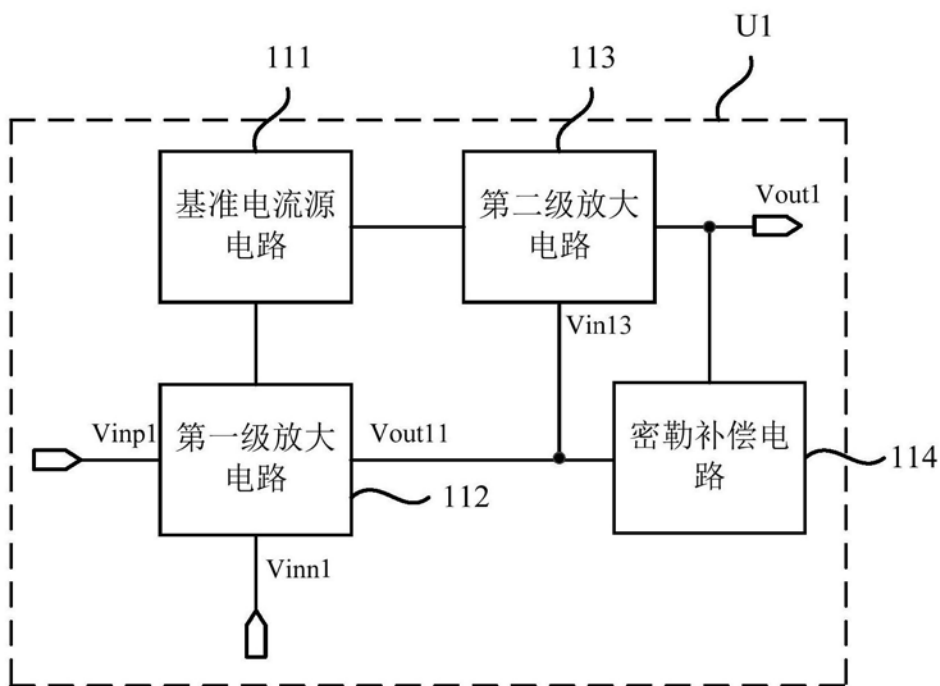 U1
111
113
基准电流源
电路
第二级放大
电路
Vout1
Vin13
Vinp1
第一级放大
电路
Vout11
密勒补偿电
路
112
114
Vinn1